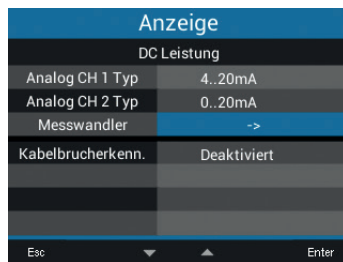 Anzeige
DC Leistung
Analog CH 1 Typ 4..20mA
Analog CH 2 Typ 0..20mA
Messwandler ->
Kabelbrucherkenn. Deaktiviert
Esc Enter